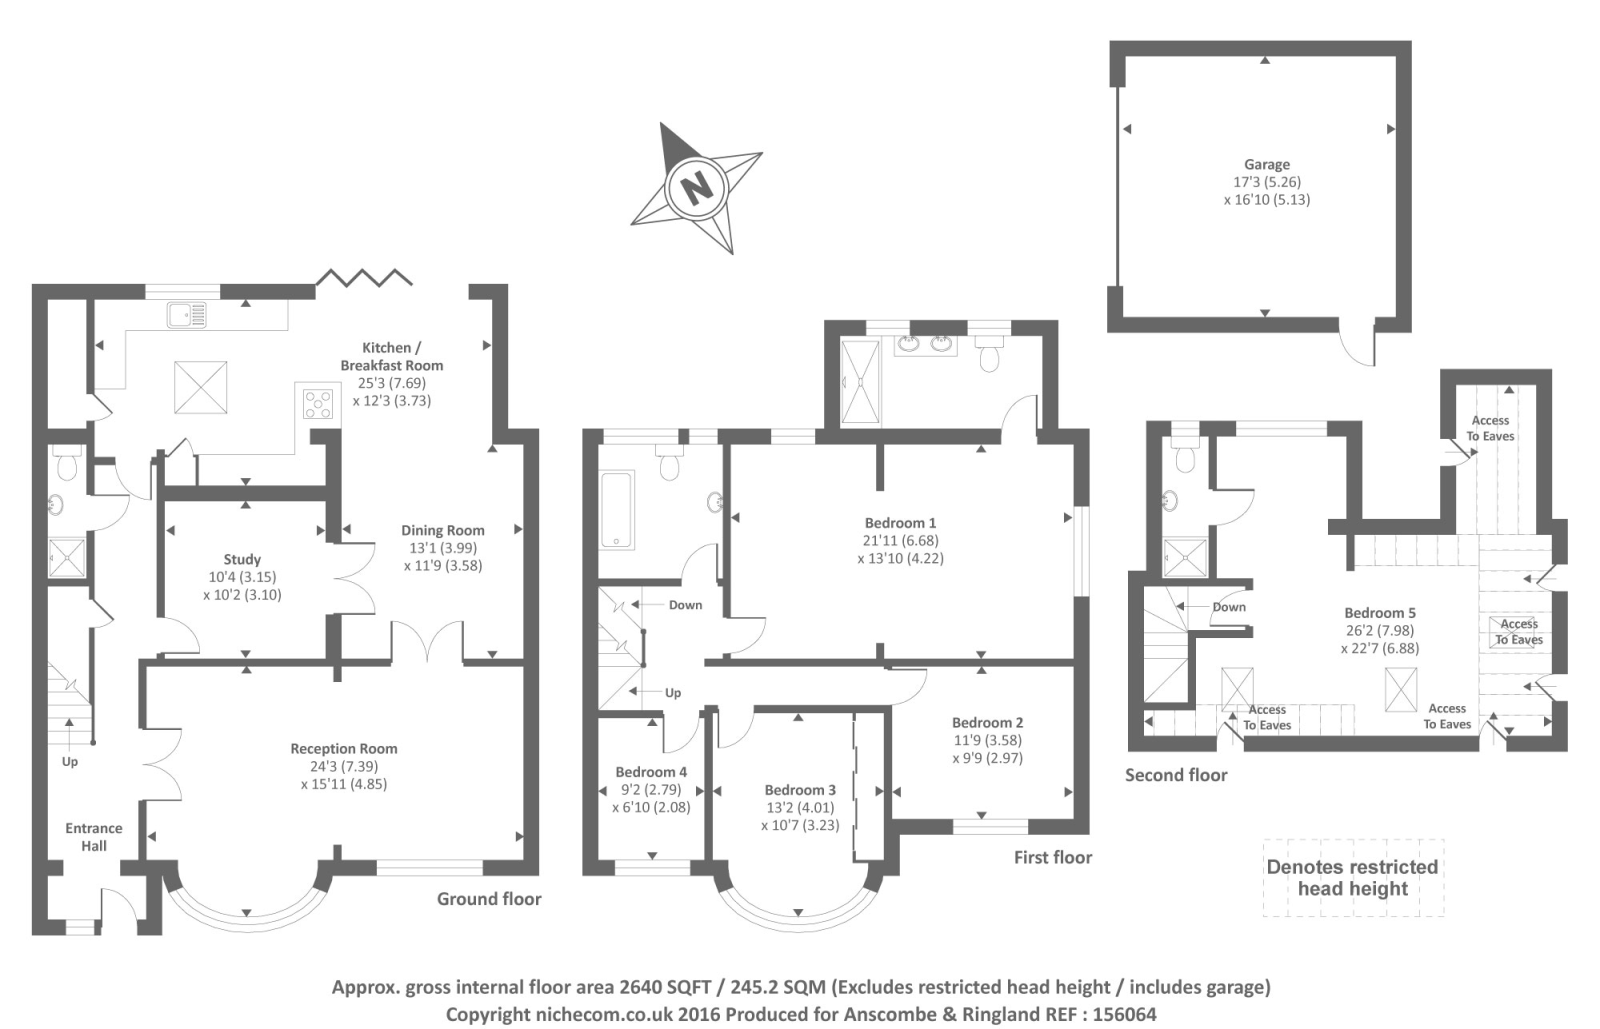 Garage
17'3 (5.26)
x 16'10 (5.13)
N
Kitchen /
Breakfast Room
25'3 (7.69)
x 12'3 (3.73)
Dining Room
13'1 (3.99)
x 11'9 (3.58)
Study
10'4 (3.15)
x 10'2 (3.10)
Reception Room
24'3 (7.39)
x 15'11 (4.85)
Up
Entrance
Hall
Ground floor
Bedroom 1
21'11 (6.68)
x 13'10 (4.22)
Down
Up
Bedroom 2
11'9 (3.58)
x 9'9 (2.97)
Bedroom 4
9'2 (2.79)
x 6'10 (2.08)
Bedroom 3
13'2 (4.01)
x 10'7 (3.23)
First floor
Access
To Eaves
Down
Bedroom 5
26'2 (7.98)
x 22'7 (6.88)
Access
To Eaves
Access
To Eaves
Access
To Eaves
Second floor
Denotes restricted
head height
Approx. gross internal floor area 2640 SQFT / 245.2 SQM (Excludes restricted head height / includes garage)
Copyright nichecom.co.uk 2016 Produced for Anscombe & Ringland REF : 156064